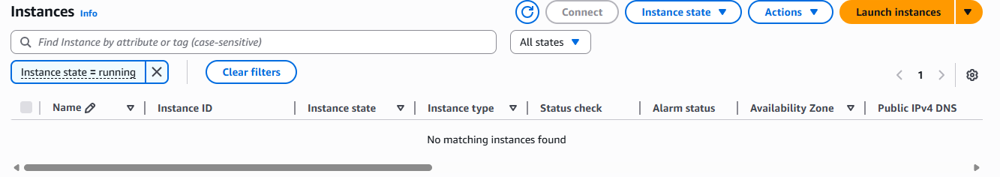 Instances Info
Connect Instance state Actions Launch instances
Find Instance by attribute or tag (case-sensitive) All states
Instance state = running Clear filters
1
Name Instance ID Instance state Instance type Status check Alarm status Availability Zone Public IPv4 DNS
No matching instances found